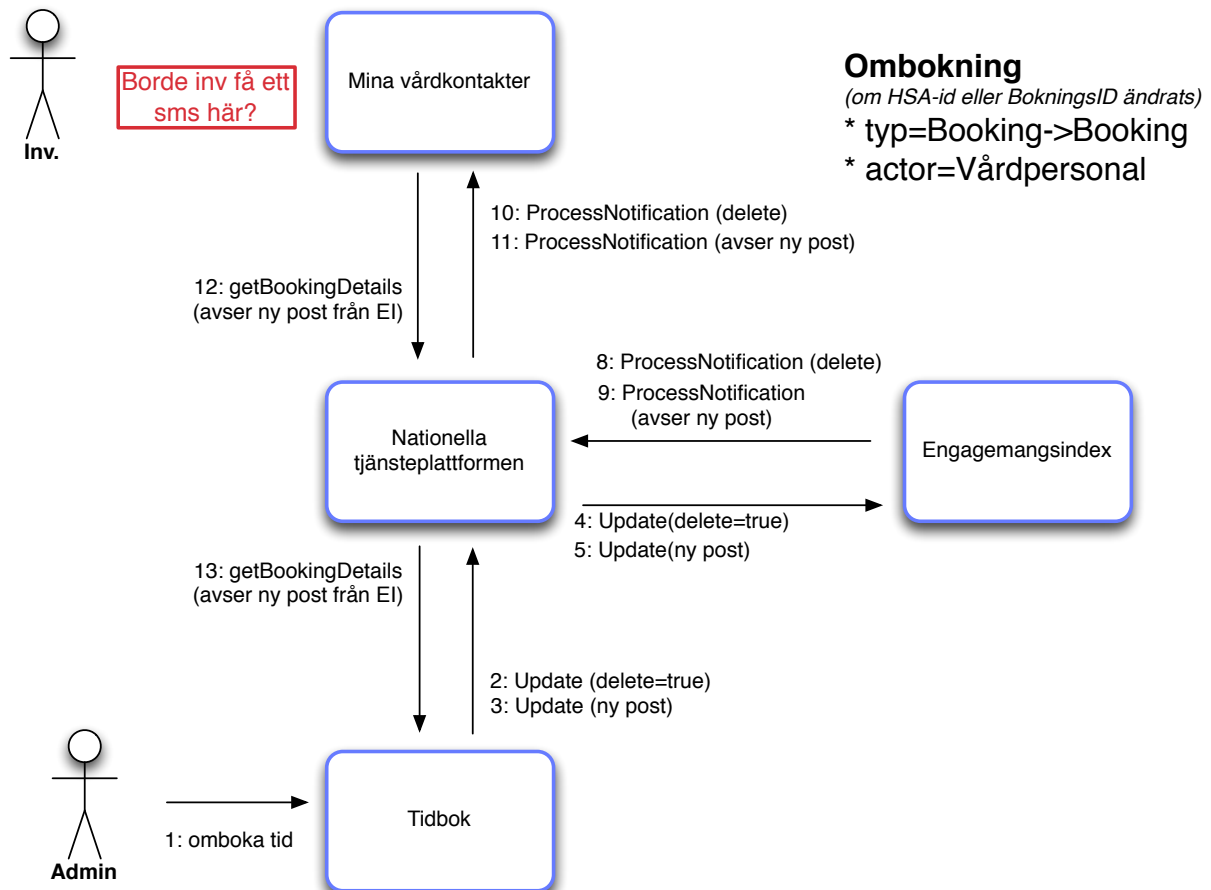 Mina vårdkontakter
Borde inv få ett
sms här?
Inv.
Ombokning
(om HSA-id eller BokningsID ändrats)
* typ=Booking->Booking
* actor=Vårdpersonal
10: ProcessNotification (delete)
11: ProcessNotification (avser ny post)
12: getBookingDetails
(avser ny post från EI)
8: ProcessNotification (delete)
9: ProcessNotification
(avser ny post)
Nationella
tjänsteplattformen
Engagemangsindex
4: Update(delete=true)
5: Update(ny post)
13: getBookingDetails
(avser ny post från EI)
2: Update (delete=true)
3: Update (ny post)
Tidbok
1: omboka tid
Admin